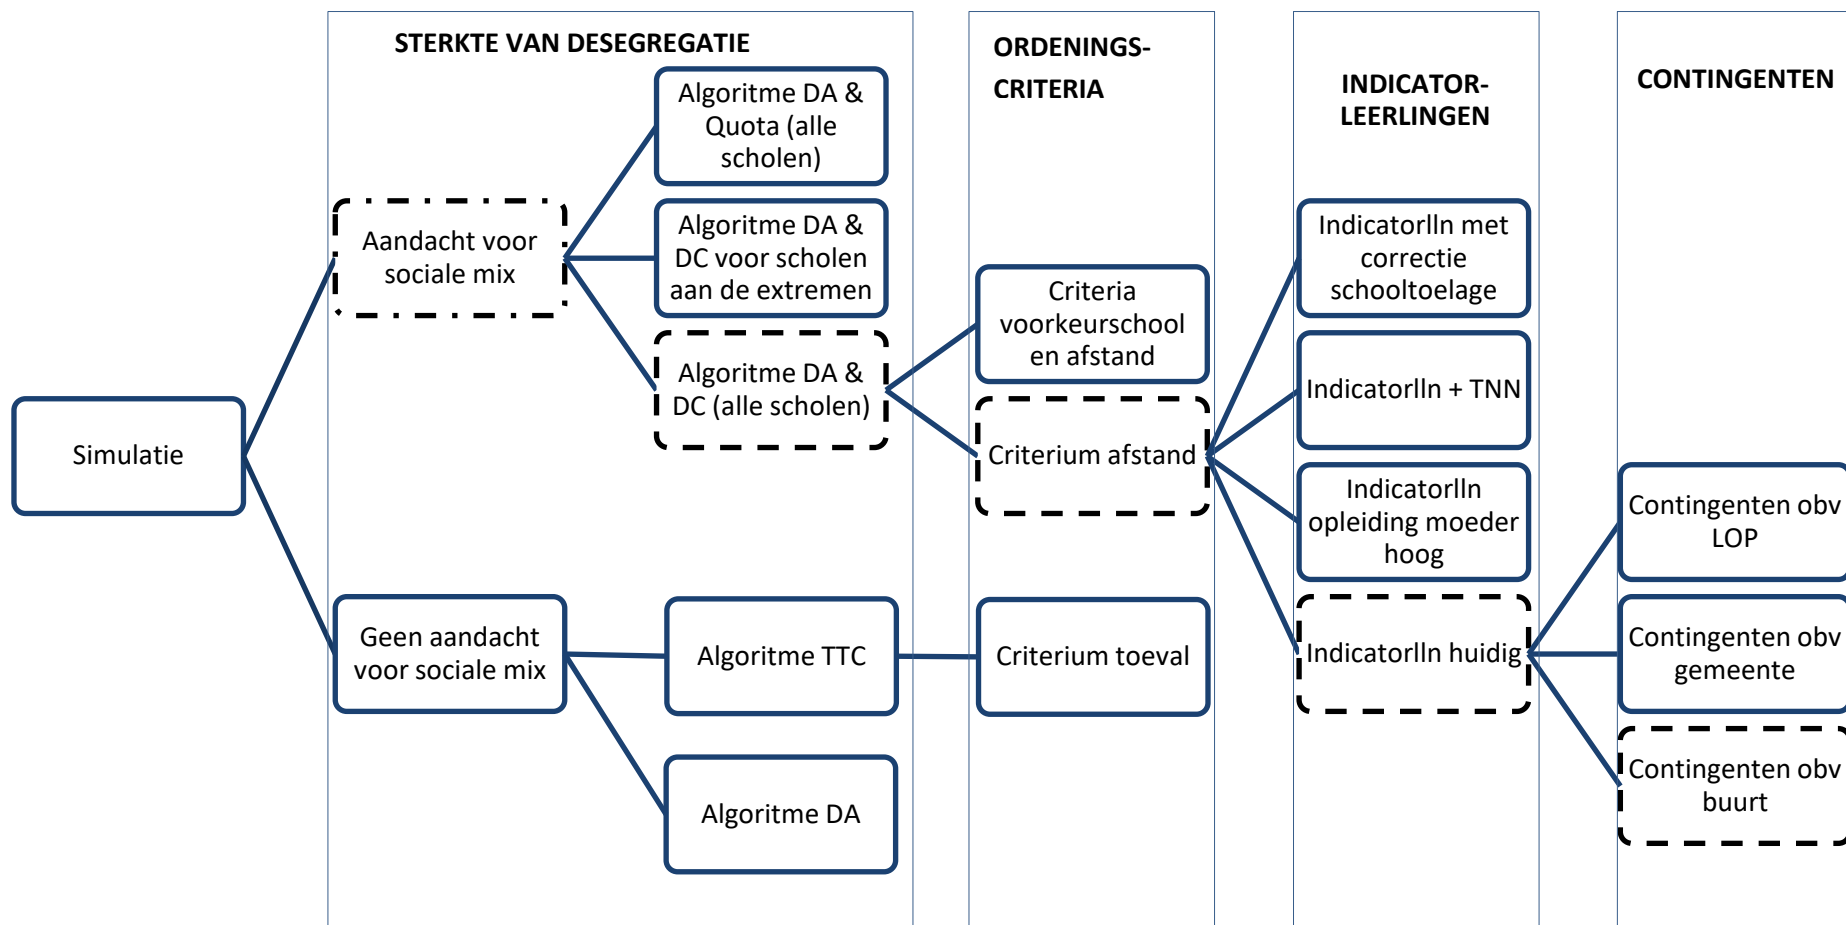 STERKTE VAN DESEGREGATIE
ORDENINGS-
CRITERIA
INDICATOR-
LEERLINGEN
CONTINGENTEN
Simulatie
Aandacht voor
sociale mix
Geen aandacht
voor sociale mix
Algoritme DA &
Quota (alle
scholen)
Algoritme DA &
DC voor scholen
aan de extremen
Algoritme DA &
DC (alle scholen)
Algoritme TTC
Algoritme DA
Criteria
voorkeurschool
en afstand
Criterium afstand
Criterium toeval
Indicatorlln met
correctie
schooltoelage
Indicatorlln + TNN
Indicatorlln
opleiding moeder
hoog
Indicatorlln huidig
Contingenten obv
LOP
Contingenten obv
gemeente
Contingenten obv
buurt